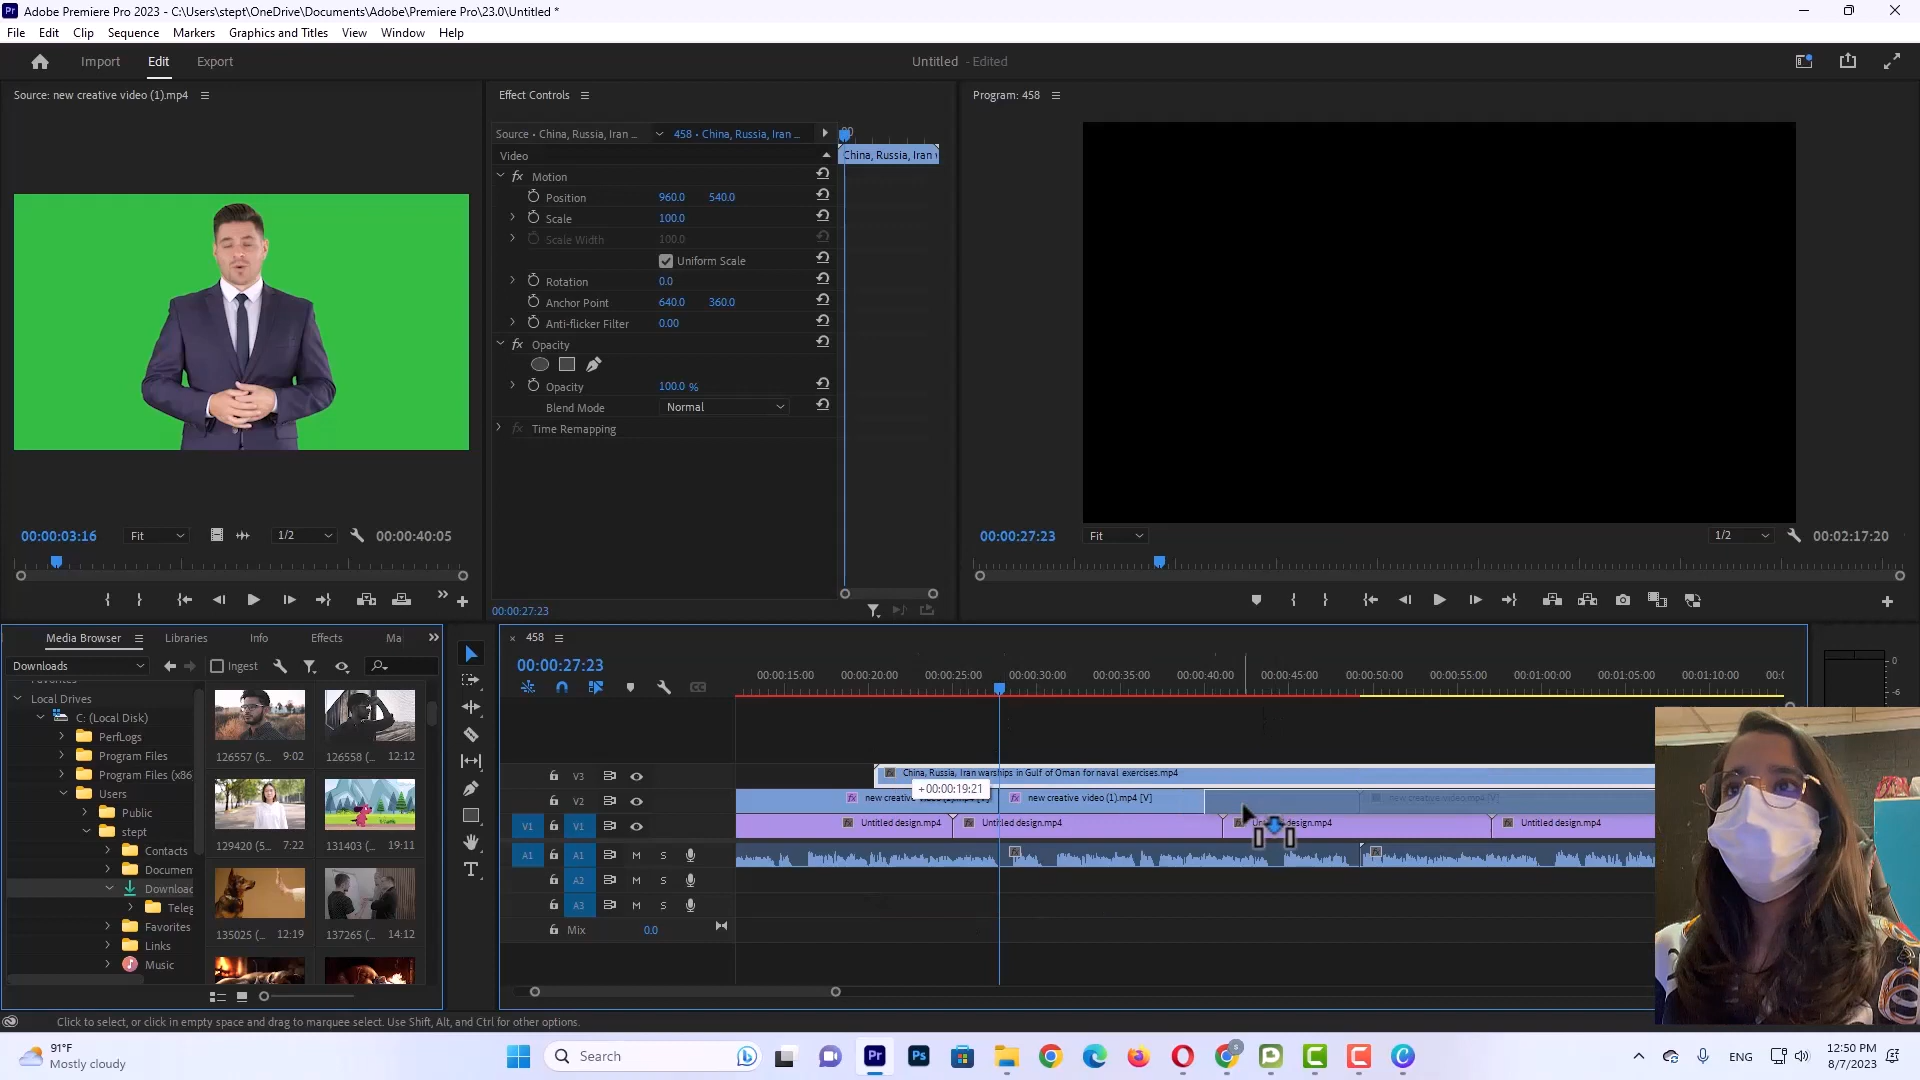 Adobe Premiere Pro 2023 - C:\Users\stept\OneDrive\Documents\Adobe\Premiere Pro\23.0\Untitled *
File Edit Clip Sequence Markers Graphics and Titles View Window Help
Import Edit Export
Untitled - Edited
Source: new creative video (1).mp4
Effect Controls
Program: 458
Source • China, Russia, Iran ...
458 • China, Russia, Iran ...
Video
China, Russia, Iran
Motion
Position 960.0 540.0
Scale 100.0
Scale Width 100.0
Uniform Scale
Rotation 0.0
Anchor Point 640.0 360.0
Anti-flicker Filter 0.00
Opacity
Opacity 100.0 %
Blend Mode Normal
Time Remapping
00:00:03:16 Fit 1/2 00:00:40:05
00:00:27:23 Fit 1/2 00:02:17:20
00:00:27:23
Media Browser Libraries Info Effects Ma
Downloads Ingest
Local Drives
C: (Local Disk)
PerfLogs
Program Files
Program Files (x86
Users
Public
stept
Contacts
Documen
Downloac
Teleg
Favorites
Links
Music
126557 (5... 9:02
126558 (... 12:12
129420 (5... 7:22
131403 (... 19:11
135025 (... 12:19
137265 (... 14:12
458
00:00:27:23
00:00:15:00 00:00:20:00 00:00:25:00 00:00:30:00 00:00:35:00 00:00:40:00 00:00:45:00 00:00:50:00 00:00:55:00 00:01:00:00 00:01:05:00 00:01:10:00
V3 China, Russia, Iran warships in Gulf of Oman for naval exercises.mp4
+00:00:19:21
V2 new creative video (1).mp4 [V] new creative video.mp4 [V]
V1 V1 Untitled design.mp4 Untitled design.mp4 Untitled design.mp4
A1 A1 M S
A2 M S
A3 M S
Mix 0.0
0
-6
Click to select, or click in empty space and drag to marquee select. Use Shift, Alt, and Ctrl for other options.
91°F
Mostly cloudy
Search
ENG
12:50 PM
8/7/2023